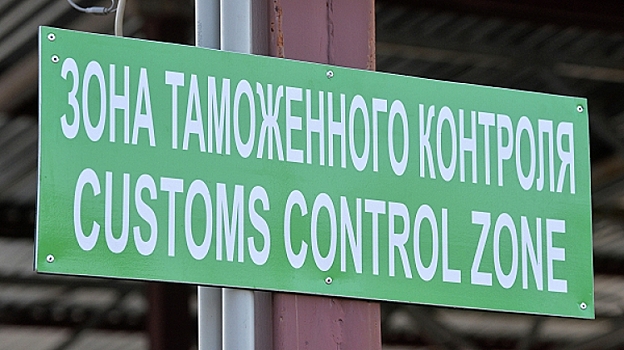 ЗОНА ТАМОЖЕННОГО КОНТРОЛЯ
CUSTOMS CONTROL ZONE